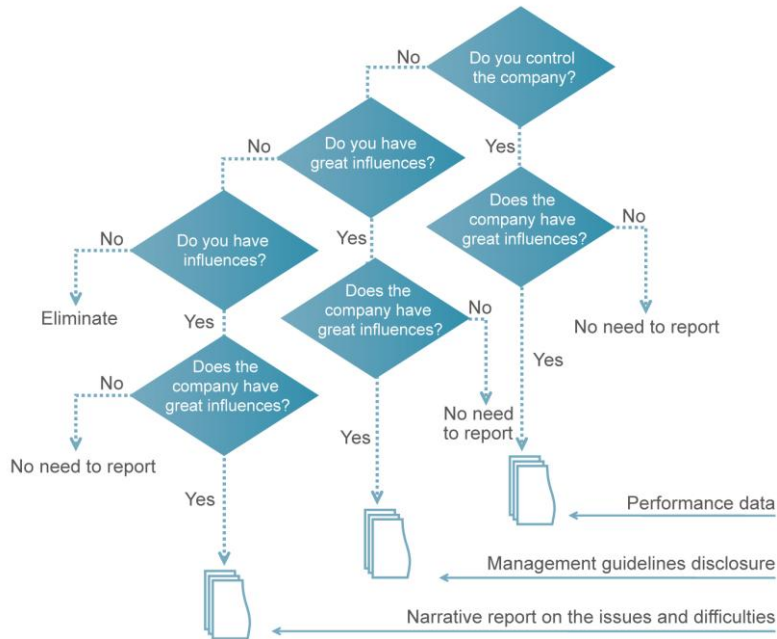 Do you control
the company?
No
Yes
Do you have
great influences?
No
Yes
Does the
company have
great influences?
No
Yes
No need to report
Do you have
influences?
No
Yes
Eliminate
Does the
company have
great influences?
No
Yes
No need
to report
Does the
company have
great influences?
No
Yes
No need to report
Performance data
Management guidelines disclosure
Narrative report on the issues and difficulties